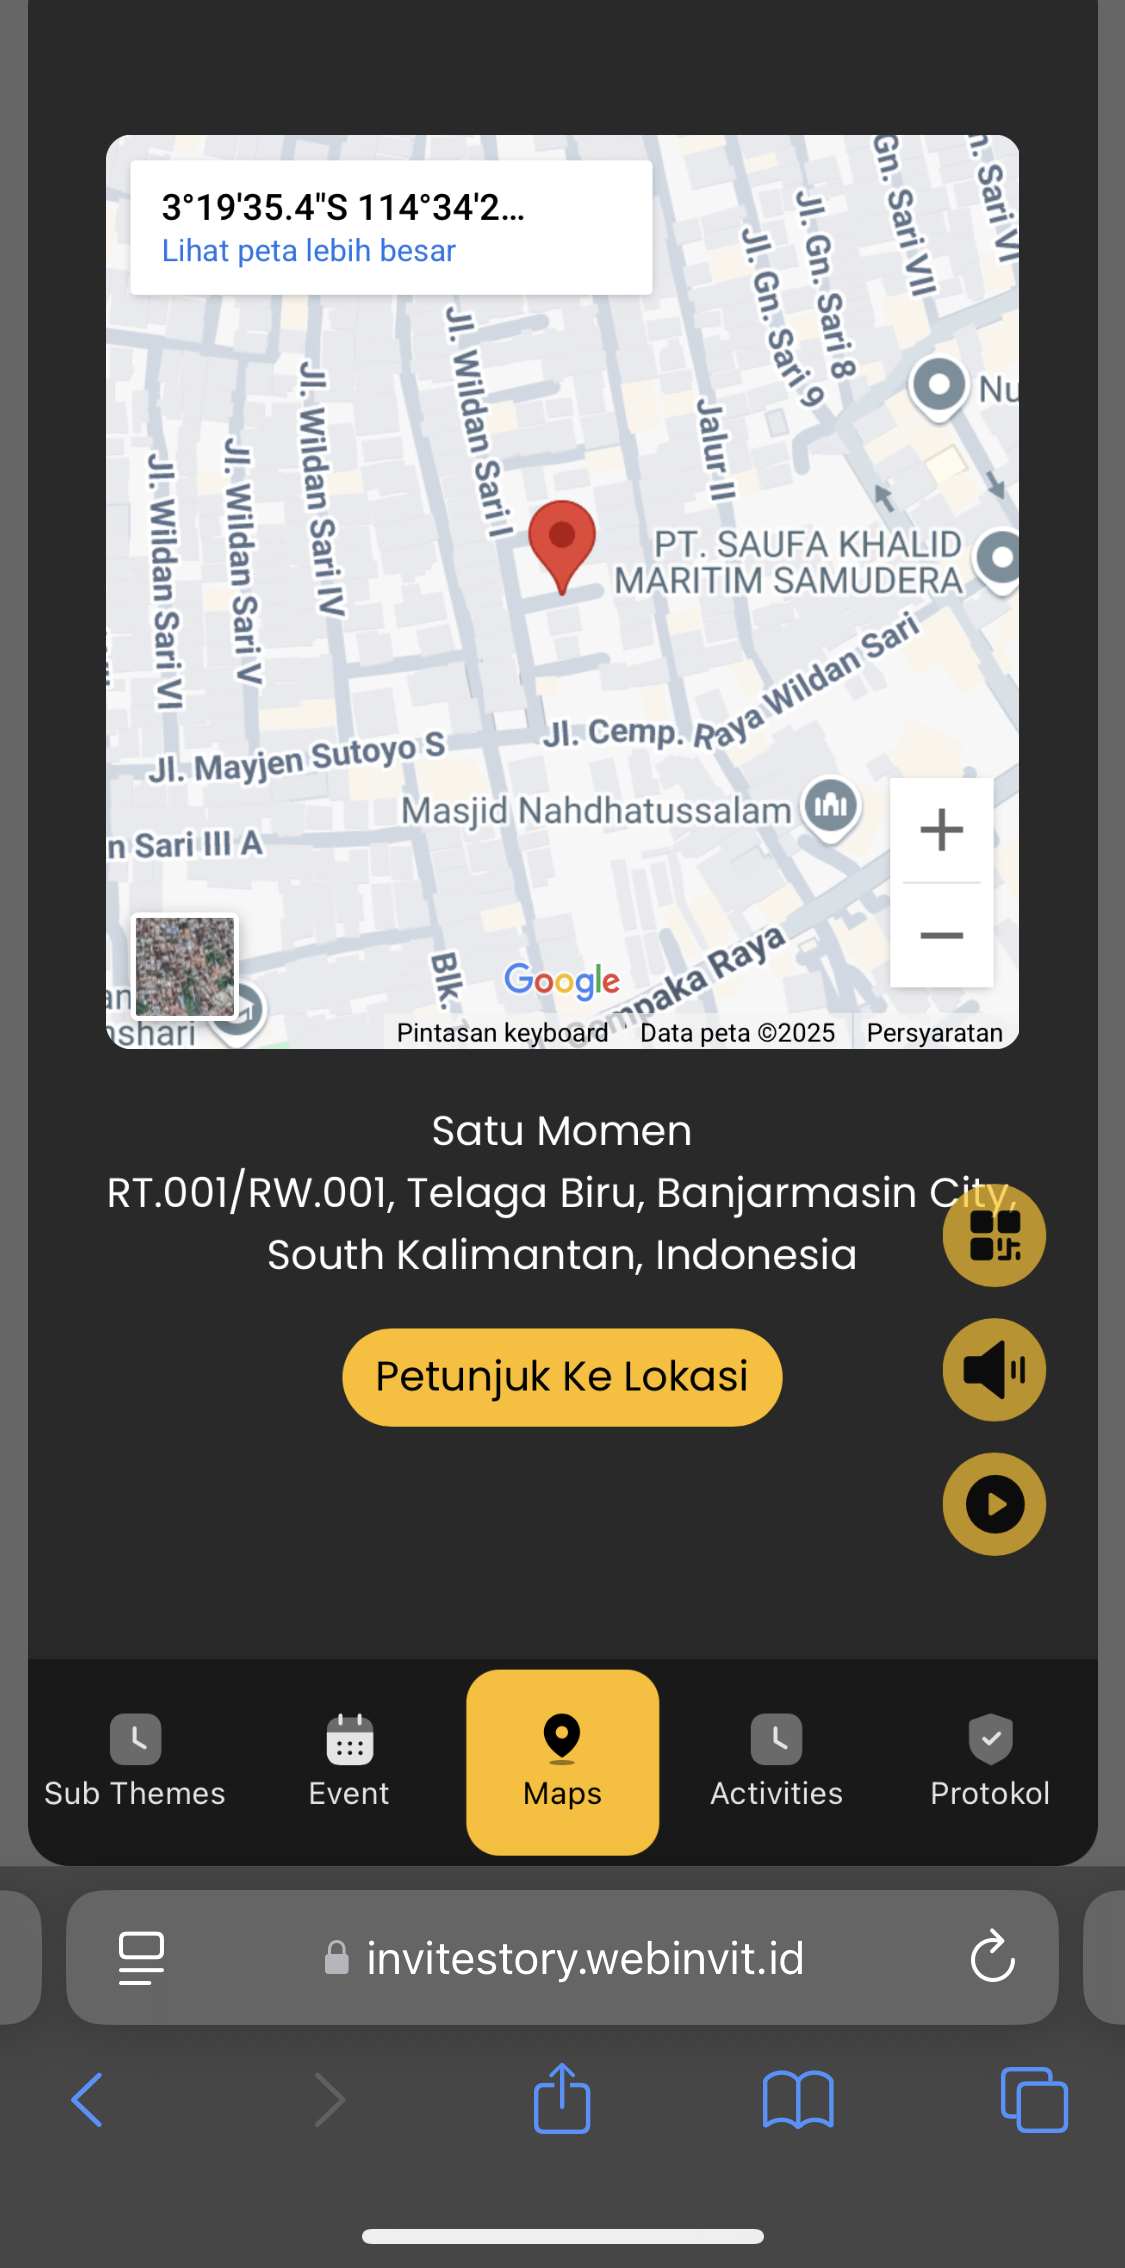 3°19'35.4"S 114°34'2...
Lihat peta lebih besar
Gn. Sari VII
n. Sari VI
Jl. Gn. Sari 8
Jl. Gn. Sari 9
Jl. Wildan Sari I
Jl. Wildan Sari IV
Jalur II
Nu
Jl. Wildan Sari V
Jl. Wildan Sari VI
PT. SAUFA KHALID
MARITIM SAMUDERA
Jl. Cemp. Raya Wildan Sari
Jl. Mayjen Sutoyo S
Masjid Nahdhatussalam
n Sari III A
Blk.
Google
mpaka Raya
an
nshari
Pintasan keyboard Data peta ©2025 Persyaratan
Satu Momen
RT.001/RW.001, Telaga Biru, Banjarmasin City,
South Kalimantan, Indonesia
Petunjuk Ke Lokasi
Sub Themes Event Maps Activities Protokol
invitestory.webinvit.id